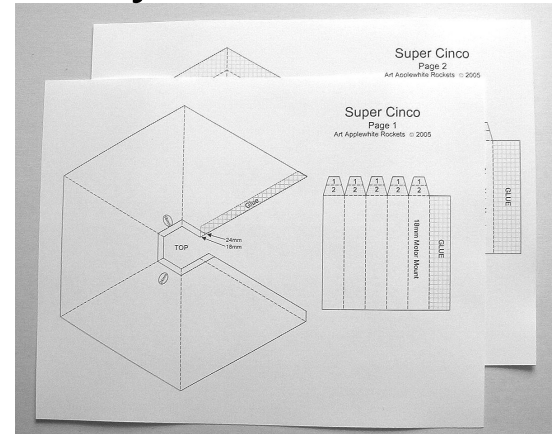 Super Cinco
Page 2
Art Applewhite Rockets © 2005
GLUE
Super Cinco
Page 1
Art Applewhite Rockets © 2005
Glue
24mm
18mm
TOP
1 1 1 1 1
2 2 2 2 2
18mm Motor Mount
GLUE